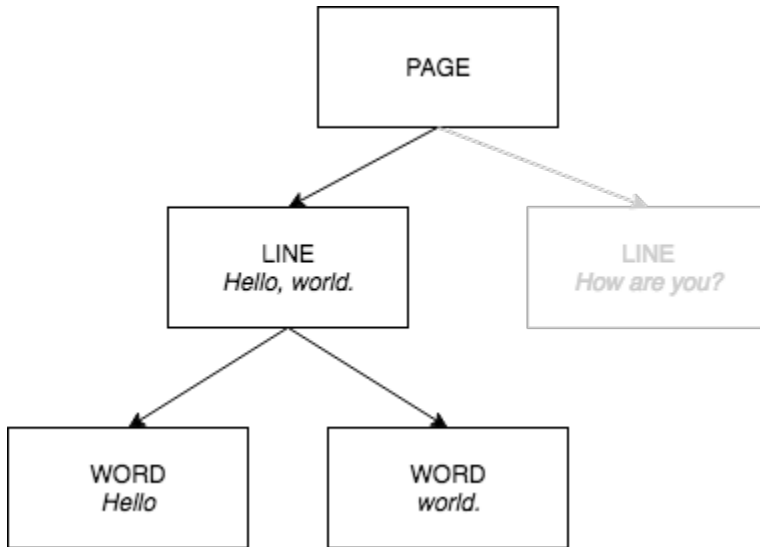 PAGE
LINE
Hello, world.
LINE
How are you?
WORD
Hello
WORD
world.